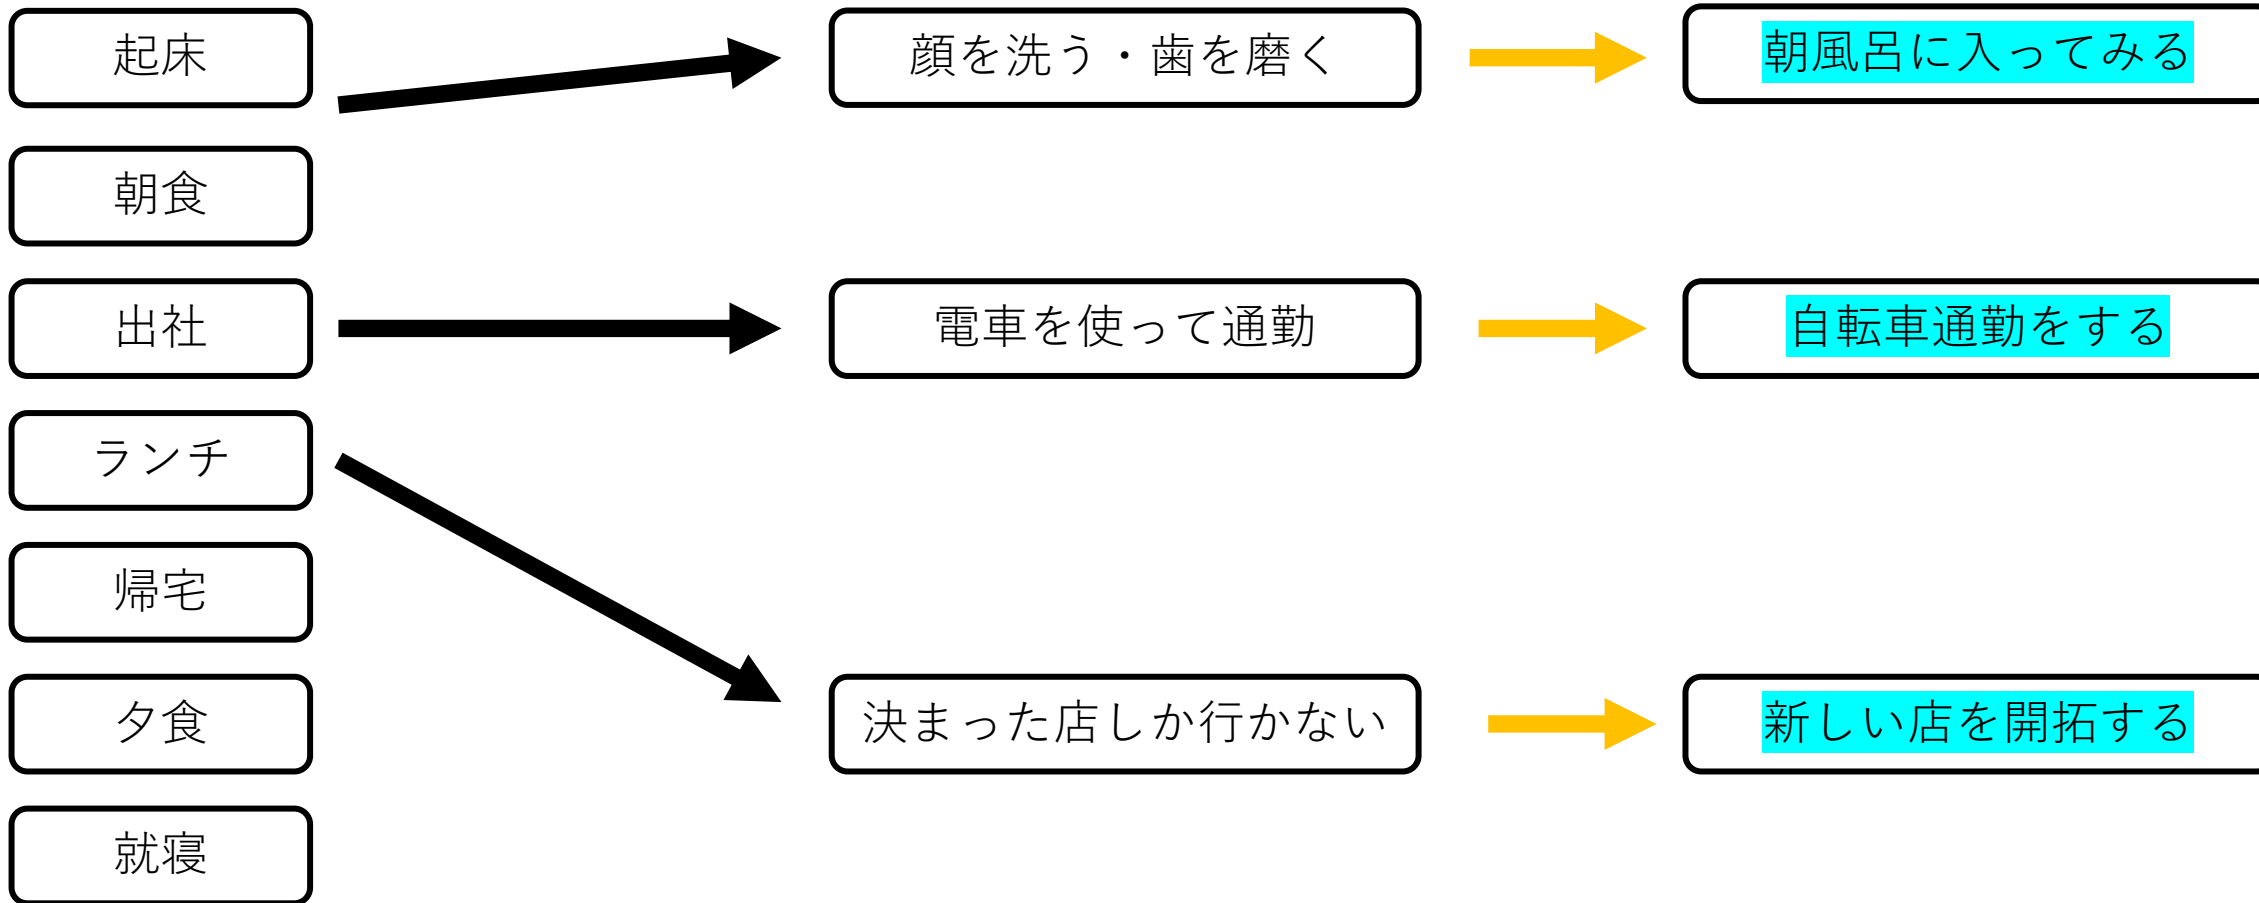 起床
顔を洗う・歯を磨く
朝風呂に入ってみる
朝食
出社
電車を使って通勤
自転車通勤をする
ランチ
帰宅
夕食
決まった店しか行かない
新しい店を開拓する
就寝